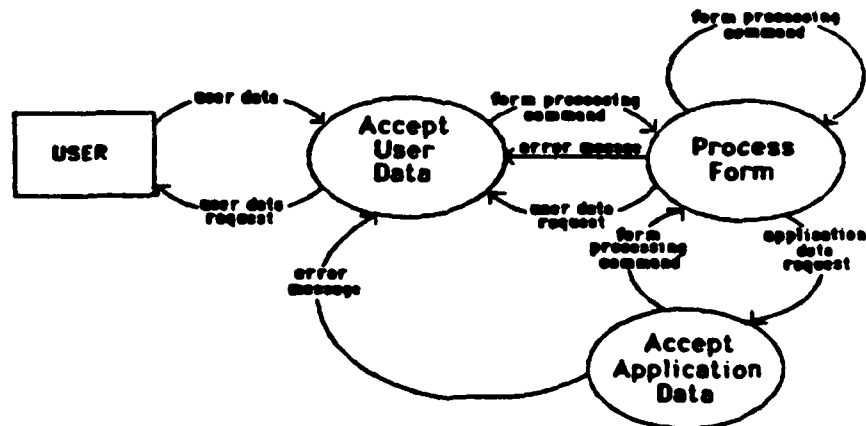 form processing
command
user data
form processing
command
Accept
User
Data
USER
error message
Process
Form
user data
request
user data
request
form
processing
command
application
data
request
error
message
Accept
Application
Data